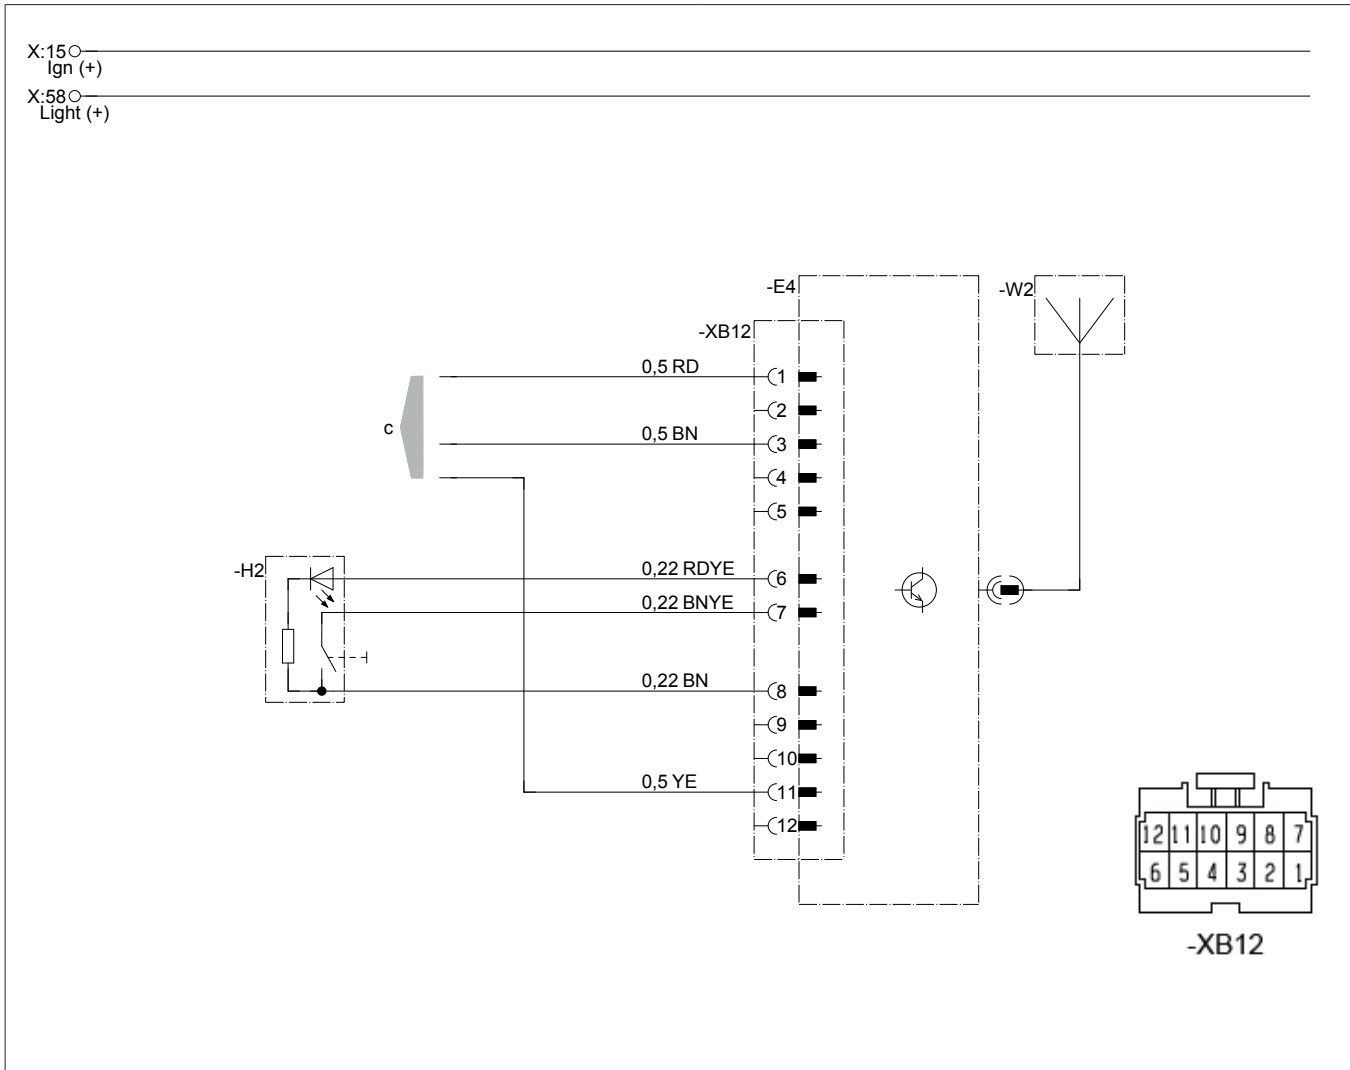 X:15
Ign (+)
X:58
Light (+)
-E4
-W2
-XB12
0,5 RD
1
2
c
0,5 BN
3
4
5
-H2
0,22 RDYE
6
0,22 BNYE
7
0,22 BN
8
9
10
0,5 YE
11
12
12 11 10 9 8 7
6 5 4 3 2 1
-XB12